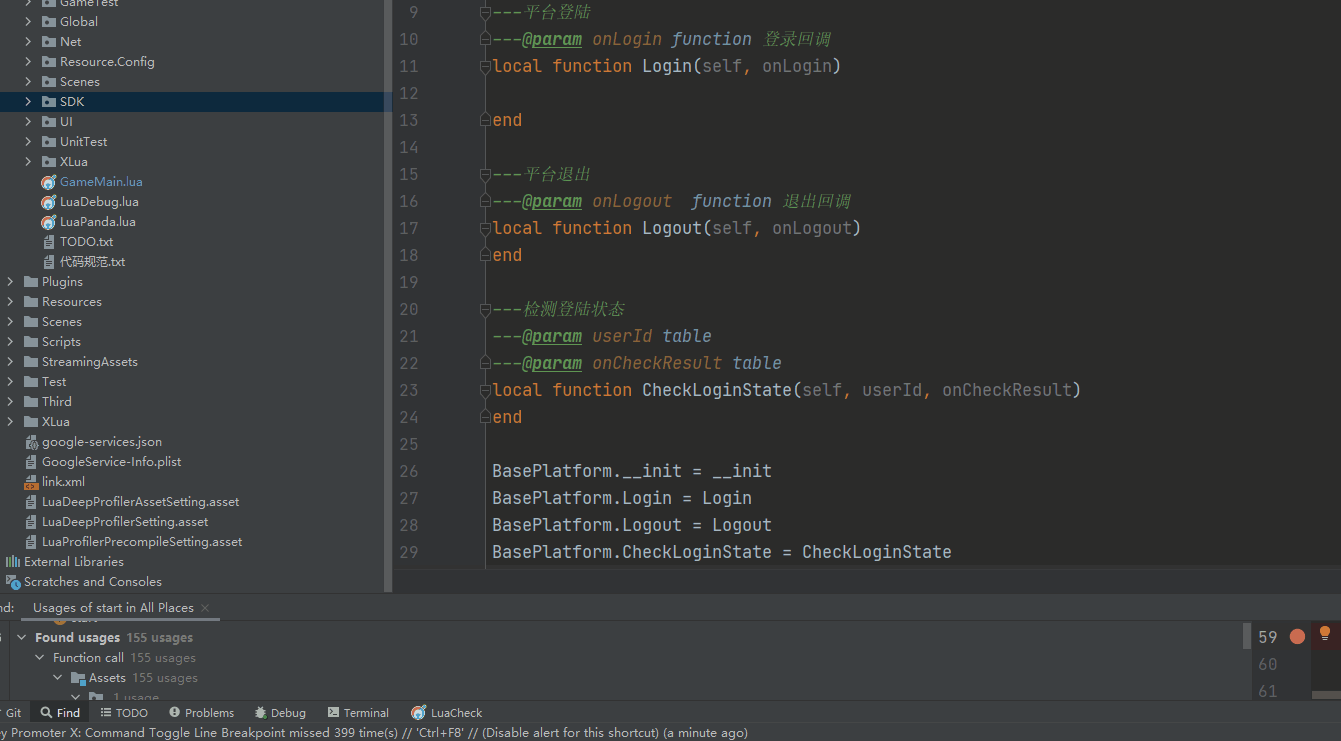 GameTest
Global
Net
Resource.Config
Scenes
SDK
UI
UnitTest
XLua
GameMain.lua
LuaDebug.lua
LuaPanda.lua
TODO.txt
代码规范.txt
Plugins
Resources
Scenes
Scripts
StreamingAssets
Test
Third
XLua
google-services.json
GoogleService-Info.plist
link.xml
LuaDeepProfilerAssetSetting.asset
LuaDeepProfilerSetting.asset
LuaProfilerPrecompileSetting.asset
External Libraries
Scratches and Consoles
9 ---平台登陆
10 ---@param onLogin function 登录回调
11 local function Login(self, onLogin)
12
13 end
14
15 ---平台退出
16 ---@param onLogout  function 退出回调
17 local function Logout(self, onLogout)
18 end
19
20 ---检测登陆状态
21 ---@param userId table
22 ---@param onCheckResult table
23 local function CheckLoginState(self, userId, onCheckResult)
24 end
25
26 BasePlatform.__init = __init
27 BasePlatform.Login = Login
28 BasePlatform.Logout = Logout
29 BasePlatform.CheckLoginState = CheckLoginState
nd: Usages of start in All Places
Found usages 155 usages
Function call 155 usages
Assets 155 usages
1 usage
59
60
61
Git Find TODO Problems Debug Terminal LuaCheck
ey Promoter X: Command Toggle Line Breakpoint missed 399 time(s) // 'Ctrl+F8' // (Disable alert for this shortcut) (a minute ago)